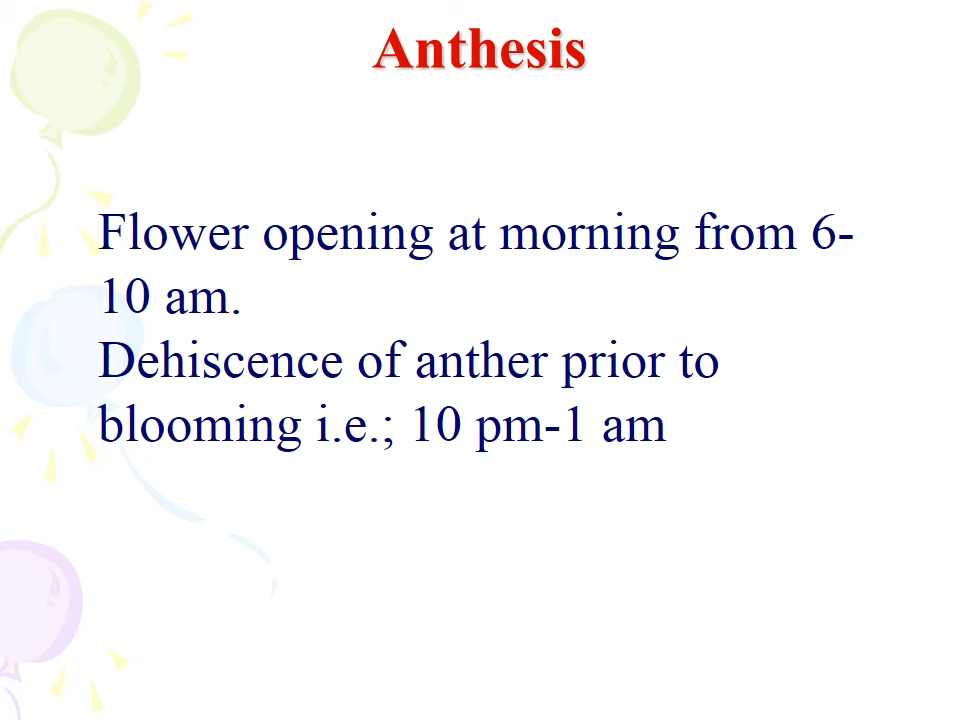 Anthesis
Flower opening at morning from 6-
10 am.
Dehiscence of anther prior to
blooming i.e.; 10 pm-1 am